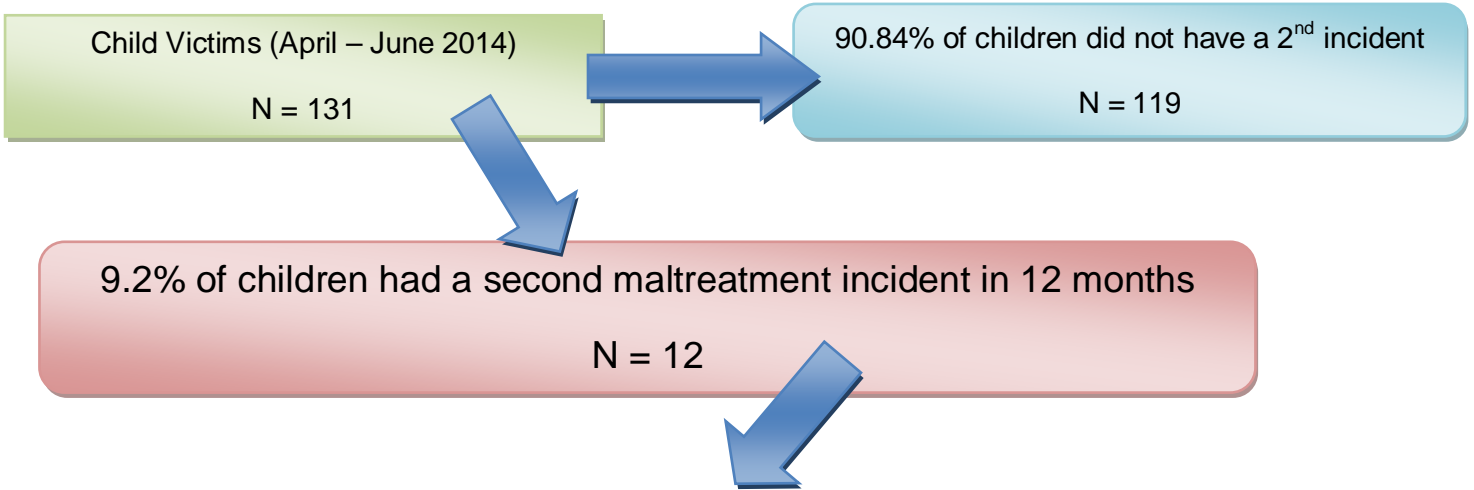 Child Victims (April – June 2014)
N = 131
90.84% of children did not have a 2nd incident
N = 119
9.2% of children had a second maltreatment incident in 12 months
N = 12